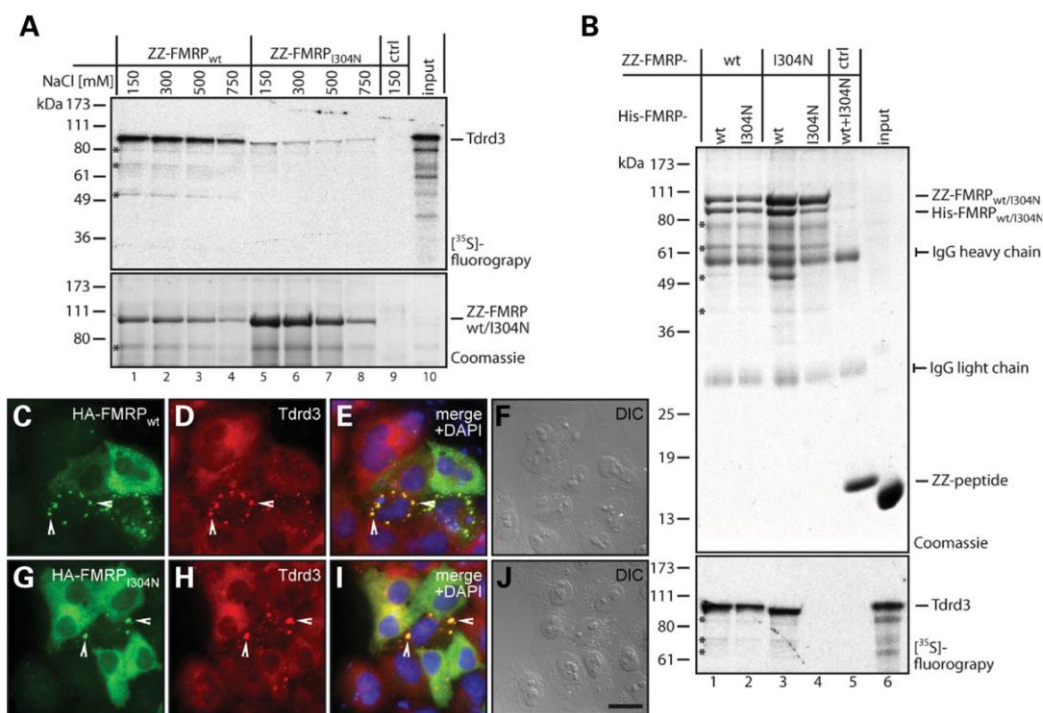 A
ZZ-FMRPwt ZZ-FMRPI304N ctrl input
NaCl [mM] 150 300 500 750 150 300 500 750 150
kDa 173
111
80
* 
*
49
*
36
Tdrd3
[³⁵S]-
fluorograpy
173
111
80
*
ZZ-FMRP
wt/I304N
Coomassie
1 2 3 4 5 6 7 8 9 10
B
ZZ-FMRP- wt I304N ctrl
His-FMRP- wt I304N wt I304N wt+I304N input
kDa 173
111
80
*
*
61
*
49
*
36
25
19
13
ZZ-FMRPwt/I304N
His-FMRPwt/I304N
IgG heavy chain
IgG light chain
ZZ-peptide
Coomassie
173
111
80
*
*
*
61
Tdrd3
[³⁵S]-
fluorograpy
1 2 3 4 5 6
C HA-FMRPwt
D Tdrd3
E merge
+DAPI
F DIC
G HA-FMRPI304N
H Tdrd3
I merge
+DAPI
J DIC